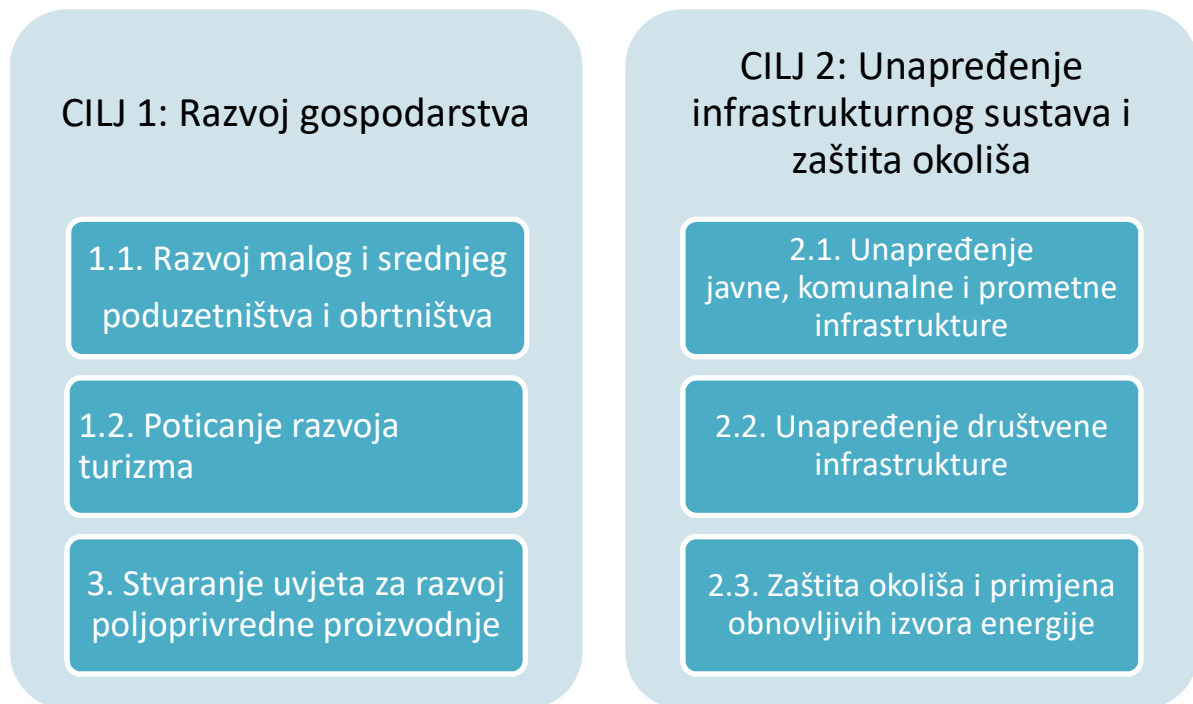 CILJ 1: Razvoj gospodarstva
1.1. Razvoj malog i srednjeg
poduzetništva i obrtništva
1.2. Poticanje razvoja
turizma
3. Stvaranje uvjeta za razvoj
poljoprivredne proizvodnje
CILJ 2: Unapređenje
infrastrukturnog sustava i
zaštita okoliša
2.1. Unapređenje
javne, komunalne i prometne
infrastrukture
2.2. Unapređenje društvene
infrastrukture
2.3. Zaštita okoliša i primjena
obnovljivih izvora energije